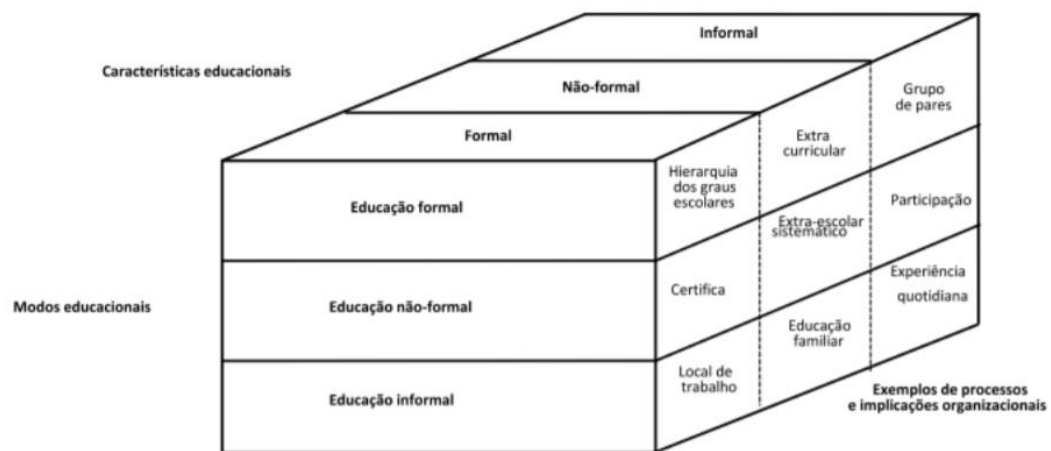 Informal
Características educacionais
Não-formal
Grupo
de pares
Formal
Extra
curricular
Hierarquia
dos graus
escolares
Educação formal
Participação
Extra-escolar
sistemático
Experiência
quotidiana
Certifica
Modos educacionais
Educação não-formal
Educação
familiar
Local de
trabalho
Educação informal
Exemplos de processos
e implicações organizacionais